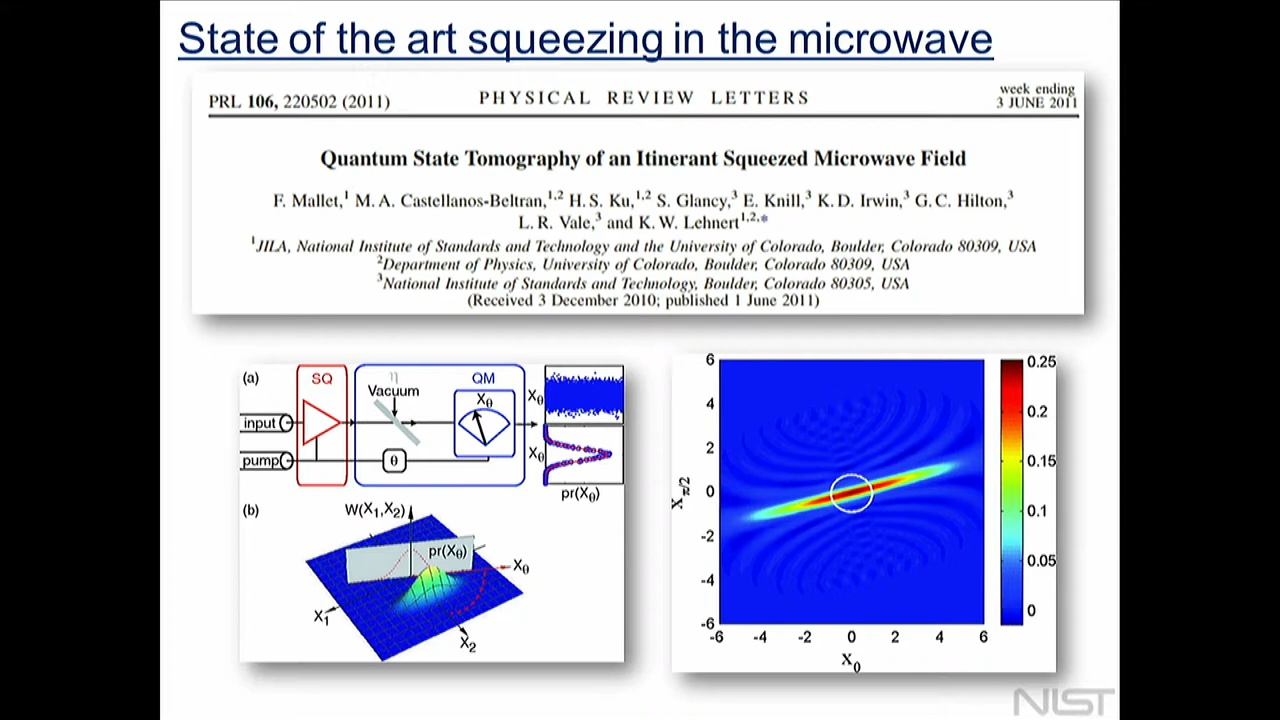 State of the art squeezing in the microwave
PRL 106, 220502 (2011)
PHYSICAL REVIEW LETTERS
week ending
3 JUNE 2011
Quantum State Tomography of an Itinerant Squeezed Microwave Field
F. Mallet,1 M. A. Castellanos-Beltran,1,2 H. S. Ku,1,2 S. Glancy,3 E. Knill,3 K. D. Irwin,3 G. C. Hilton,3
L. R. Vale,3 and K. W. Lehnert1,2,*
1JILA, National Institute of Standards and Technology and the University of Colorado, Boulder, Colorado 80309, USA
2Department of Physics, University of Colorado, Boulder, Colorado 80309, USA
3National Institute of Standards and Technology, Boulder, Colorado 80305, USA
(Received 3 December 2010; published 1 June 2011)
(a)
SQ
η
QM
Vacuum
Xθ
Xθ
input
pump
θ
Xθ
pr(Xθ)
(b)
W(X1,X2)
pr(Xθ)
Xθ
X1
X2
6
4
2
0
-2
-4
-6
Xπ/2
-6
-4
-2
0
2
4
6
X0
0.25
0.2
0.15
0.1
0.05
0
NIST